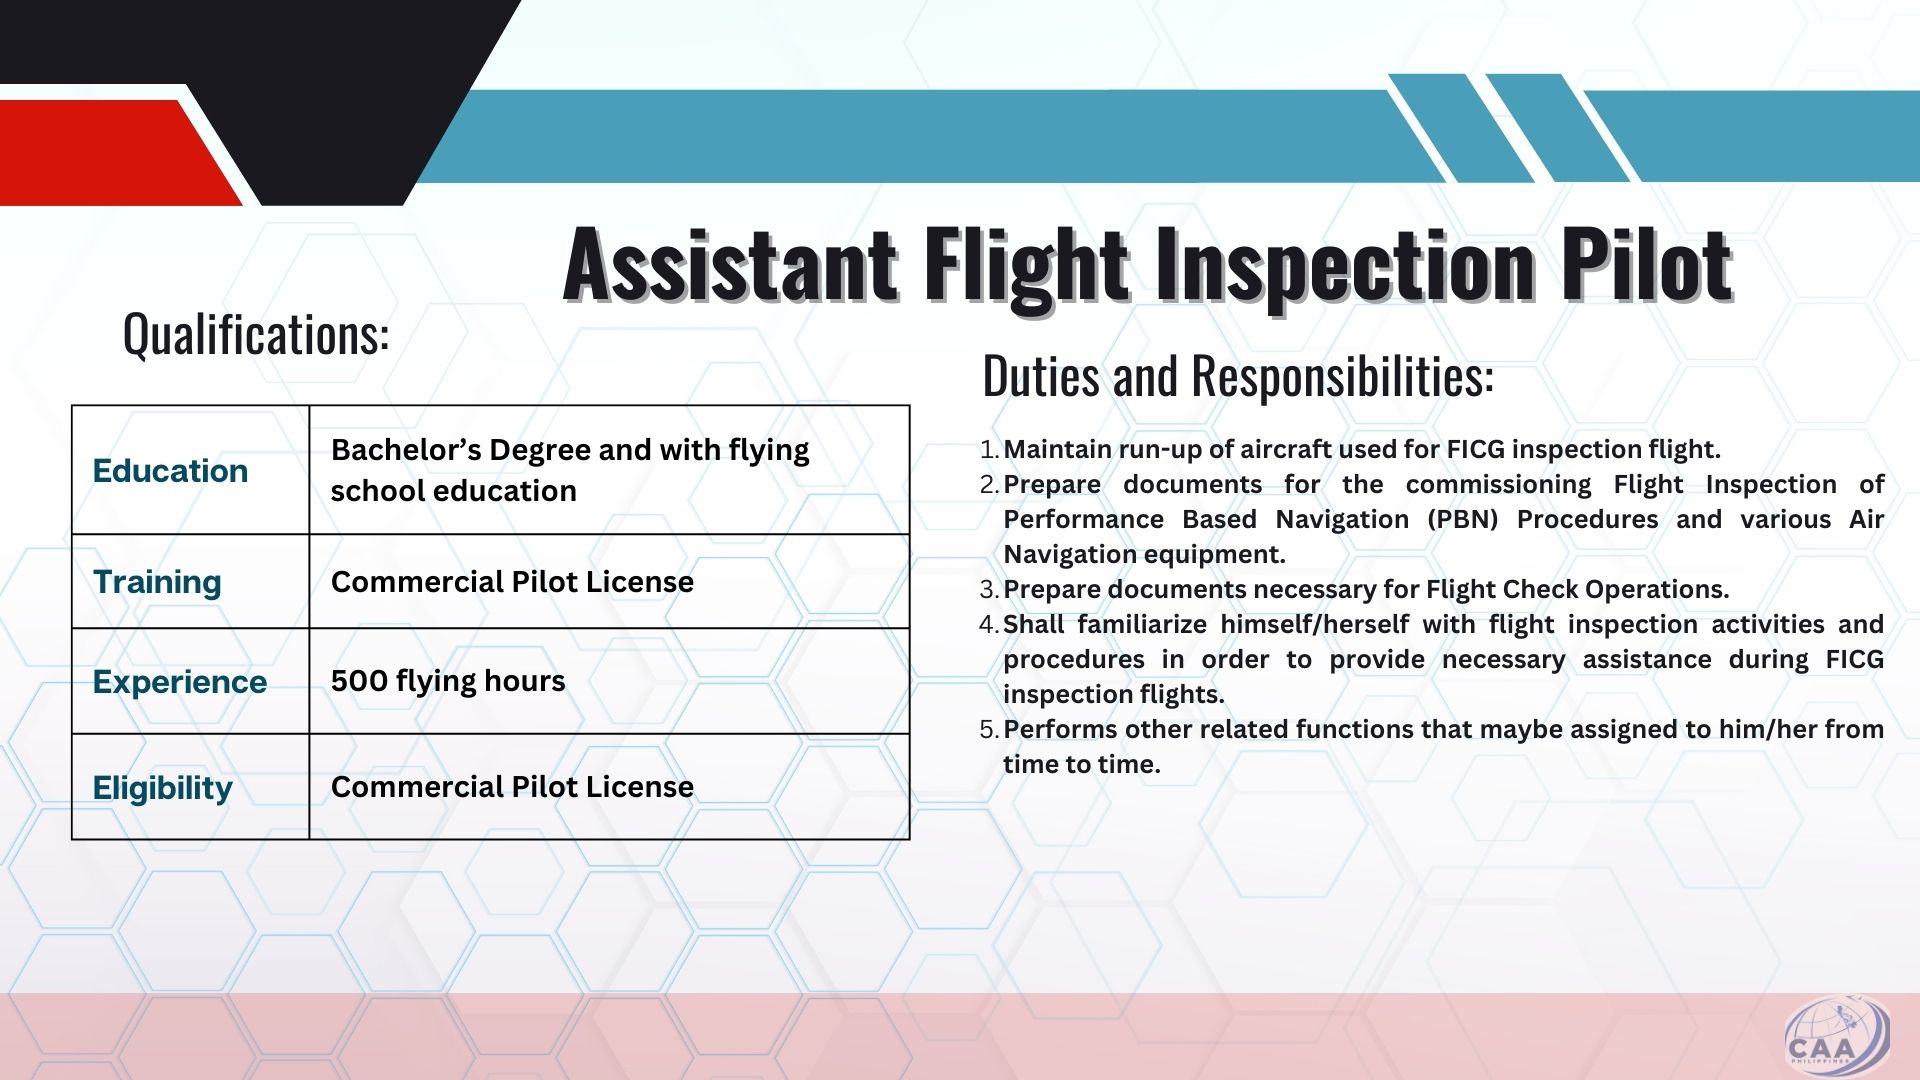 Assistant Flight Inspection Pilot
Qualifications:
Education
Bachelor’s Degree and with flying
school education
Training
Commercial Pilot License
Experience
500 flying hours
Eligibility
Commercial Pilot License
Duties and Responsibilities:
1. Maintain run-up of aircraft used for FICG inspection flight.
2. Prepare documents for the commissioning Flight Inspection of
Performance Based Navigation (PBN) Procedures and various Air
Navigation equipment.
3. Prepare documents necessary for Flight Check Operations.
4. Shall familiarize himself/herself with flight inspection activities and
procedures in order to provide necessary assistance during FICG
inspection flights.
5. Performs other related functions that maybe assigned to him/her from
time to time.
CAA
PHILIPPINES